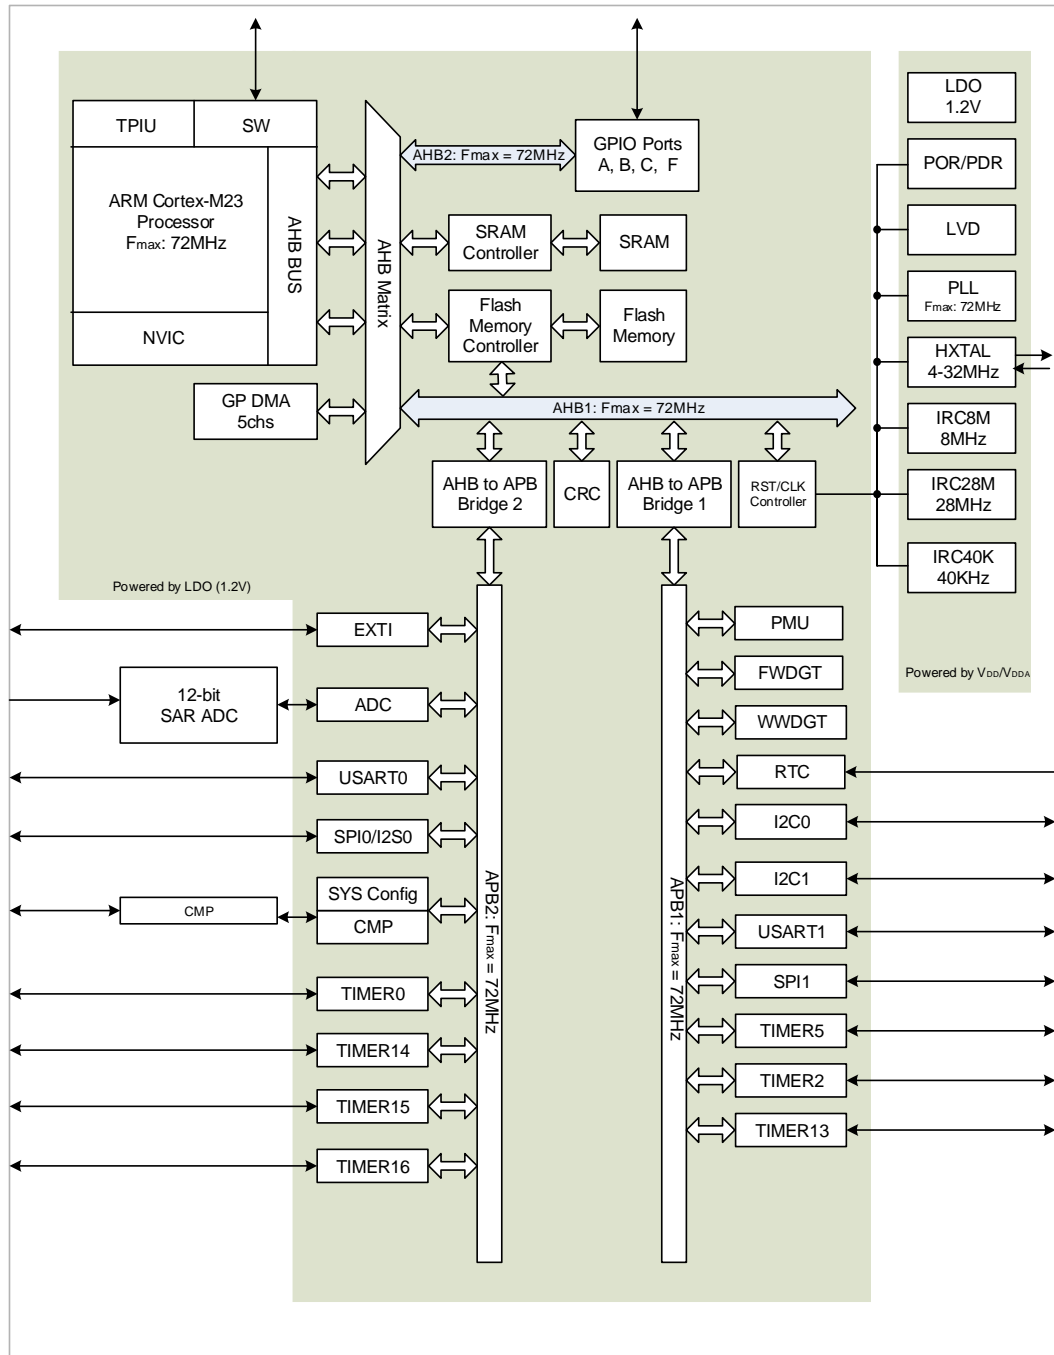 TPIU
SW
ARM Cortex-M23
Processor
Fmax: 72MHz
AHB BUS
NVIC
GP DMA
5chs
AHB Matrix
AHB2: Fmax = 72MHz
GPIO Ports
A, B, C, F
SRAM
Controller
SRAM
Flash
Memory
Controller
Flash
Memory
AHB1: Fmax = 72MHz
AHB to APB
Bridge 2
CRC
AHB to APB
Bridge 1
RST/CLK
Controller
LDO
1.2V
POR/PDR
LVD
PLL
Fmax: 72MHz
HXTAL
4-32MHz
IRC8M
8MHz
IRC28M
28MHz
IRC40K
40KHz
Powered by VDD/VDDA
Powered by LDO (1.2V)
EXTI
12-bit
SAR ADC
ADC
USART0
SPI0/I2S0
SYS Config
CMP
CMP
TIMER0
TIMER14
TIMER15
TIMER16
APB2: Fmax = 72MHz
APB1: Fmax = 72MHz
PMU
FWDGT
WWDGT
RTC
I2C0
I2C1
USART1
SPI1
TIMER5
TIMER2
TIMER13